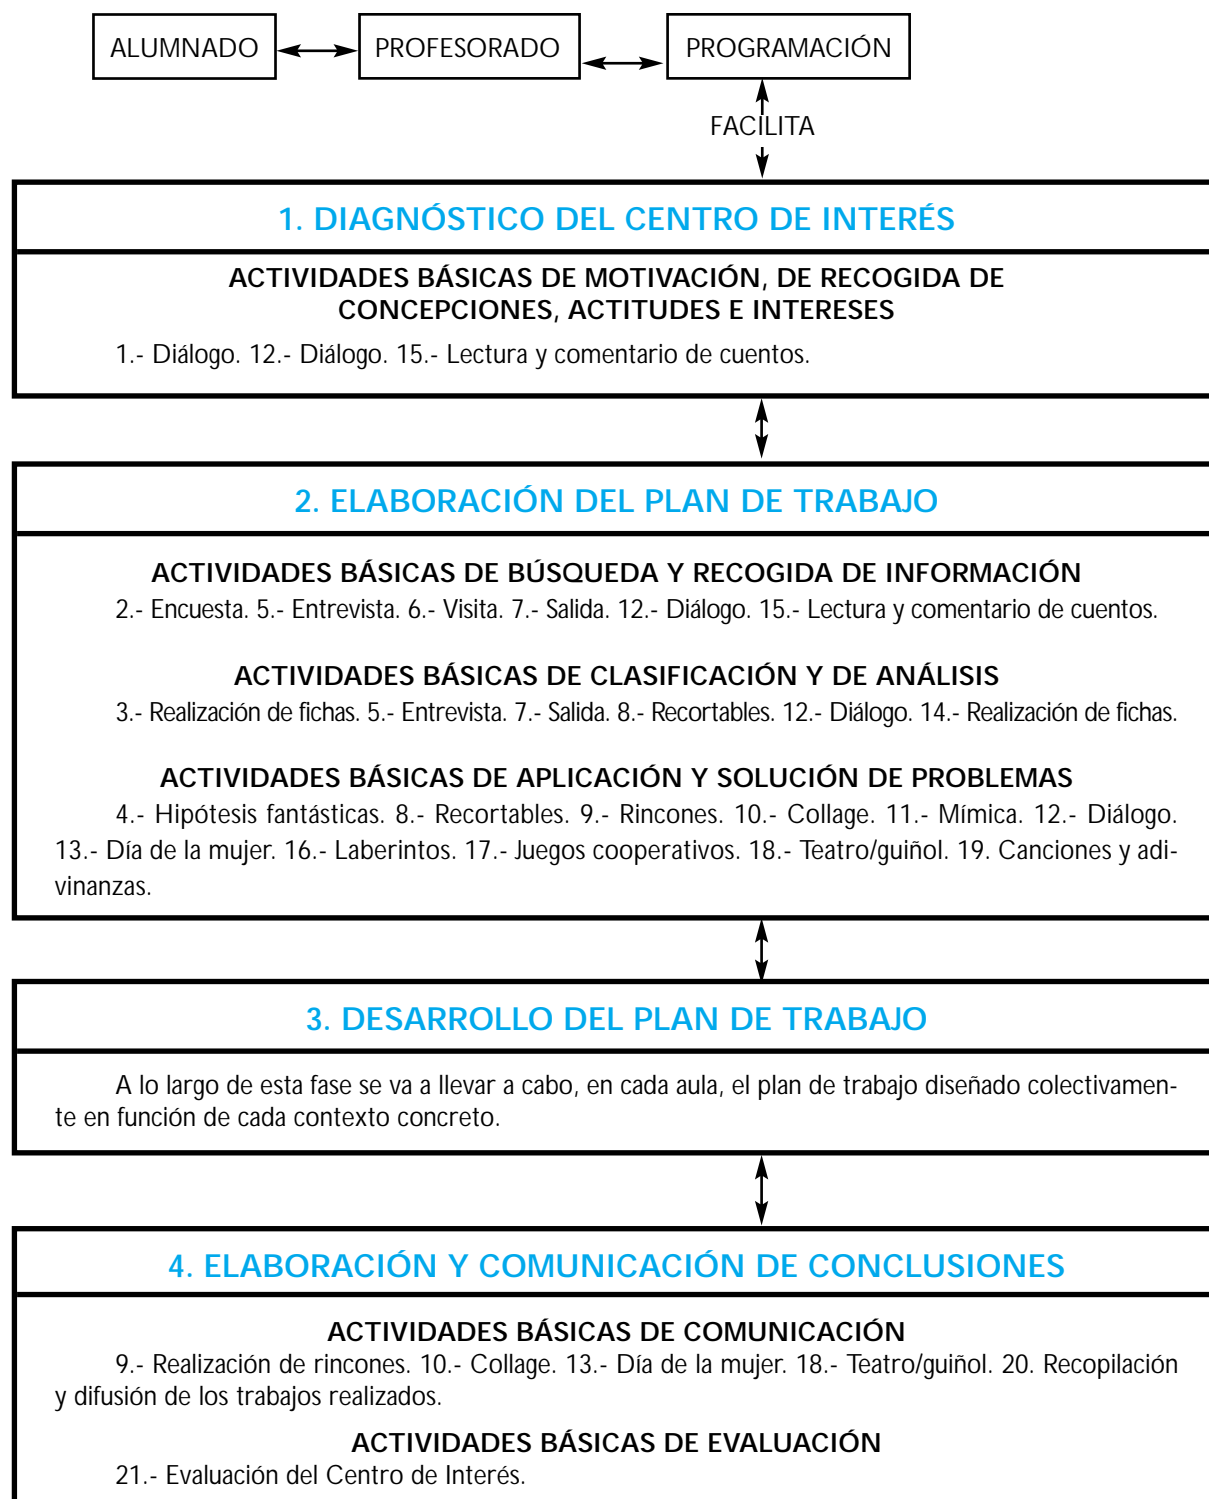 ALUMNADO PROFESORADO PROGRAMACIÓN
FACILITA
1. DIAGNÓSTICO DEL CENTRO DE INTERÉS
ACTIVIDADES BÁSICAS DE MOTIVACIÓN, DE RECOGIDA DE
CONCEPCIONES, ACTITUDES E INTERESES
1.- Diálogo. 12.- Diálogo. 15.- Lectura y comentario de cuentos.
2. ELABORACIÓN DEL PLAN DE TRABAJO
ACTIVIDADES BÁSICAS DE BÚSQUEDA Y RECOGIDA DE INFORMACIÓN
2.- Encuesta. 5.- Entrevista. 6.- Visita. 7.- Salida. 12.- Diálogo. 15.- Lectura y comentario de cuentos.
ACTIVIDADES BÁSICAS DE CLASIFICACIÓN Y DE ANÁLISIS
3.- Realización de fichas. 5.- Entrevista. 7.- Salida. 8.- Recortables. 12.- Diálogo. 14.- Realización de fichas.
ACTIVIDADES BÁSICAS DE APLICACIÓN Y SOLUCIÓN DE PROBLEMAS
4.- Hipótesis fantásticas. 8.- Recortables. 9.- Rincones. 10.- Collage. 11.- Mímica. 12.- Diálogo.
13.- Día de la mujer. 16.- Laberintos. 17.- Juegos cooperativos. 18.- Teatro/guiñol. 19. Canciones y adi-
vinanzas.
3. DESARROLLO DEL PLAN DE TRABAJO
A lo largo de esta fase se va a llevar a cabo, en cada aula, el plan de trabajo diseñado colectivamen-
te en función de cada contexto concreto.
4. ELABORACIÓN Y COMUNICACIÓN DE CONCLUSIONES
ACTIVIDADES BÁSICAS DE COMUNICACIÓN
9.- Realización de rincones. 10.- Collage. 13.- Día de la mujer. 18.- Teatro/guiñol. 20. Recopilación
y difusión de los trabajos realizados.
ACTIVIDADES BÁSICAS DE EVALUACIÓN
21.- Evaluación del Centro de Interés.